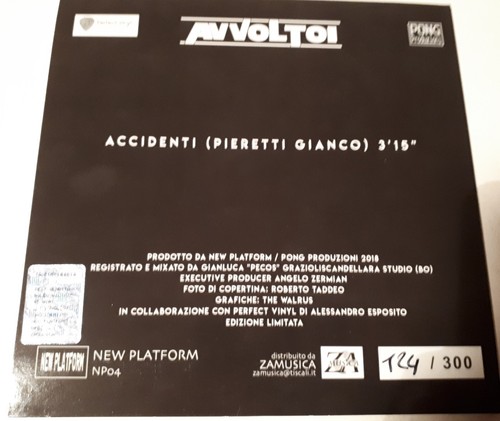 AVVOLTOI
PONG
Produzioni
ACCIDENTI (PIERETTI GIANCO) 3'15"
PRODOTTO DA NEW PLATFORM / PONG PRODUZIONI 2018
REGISTRATO E MIXATO DA GIANLUCA "PECOS" GRAZIOLISCANDELLARA STUDIO (BO)
EXECUTIVE PRODUCER ANGELO ZERMIAN
FOTO DI COPERTINA: ROBERTO TADDEO
GRAFICHE: THE WALRUS
IN COLLABORAZIONE CON PERFECT VINYL DI ALESSANDRO ESPOSITO
EDIZIONE LIMITATA
NEW PLATFORM
NEW PLATFORM
NP04
distribuito da
ZAMUSICA
zamusica@tiscali.it
124 / 300